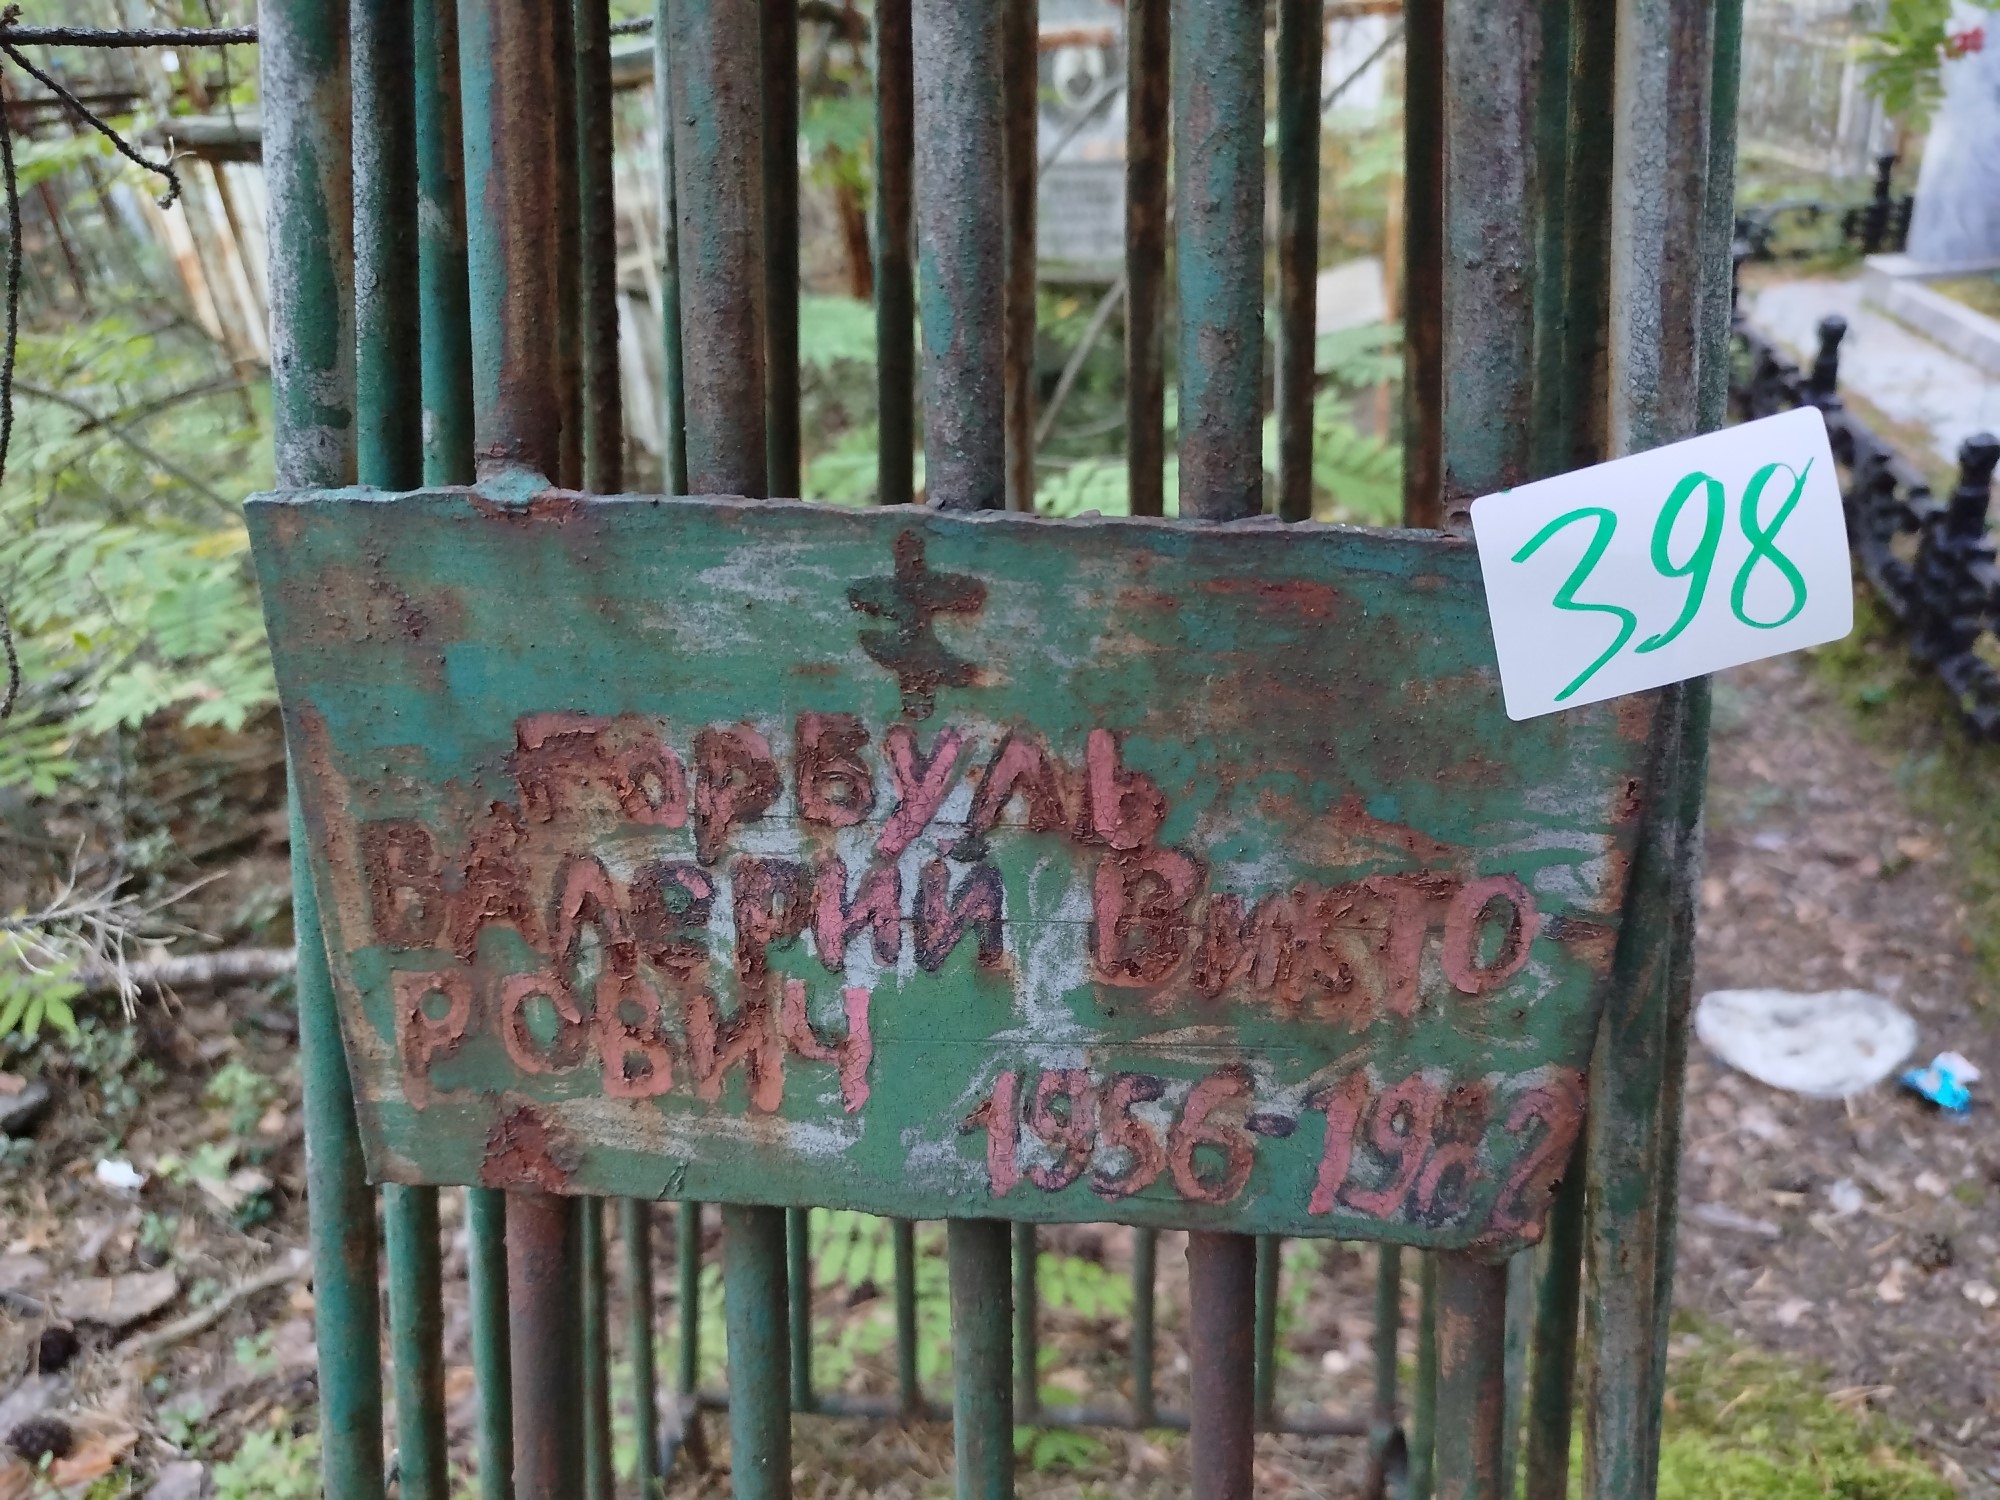 398
ГОРБУЛЬ
ВАЛЕРИЙ ВИКТО
РОВИЧ
1956-1982